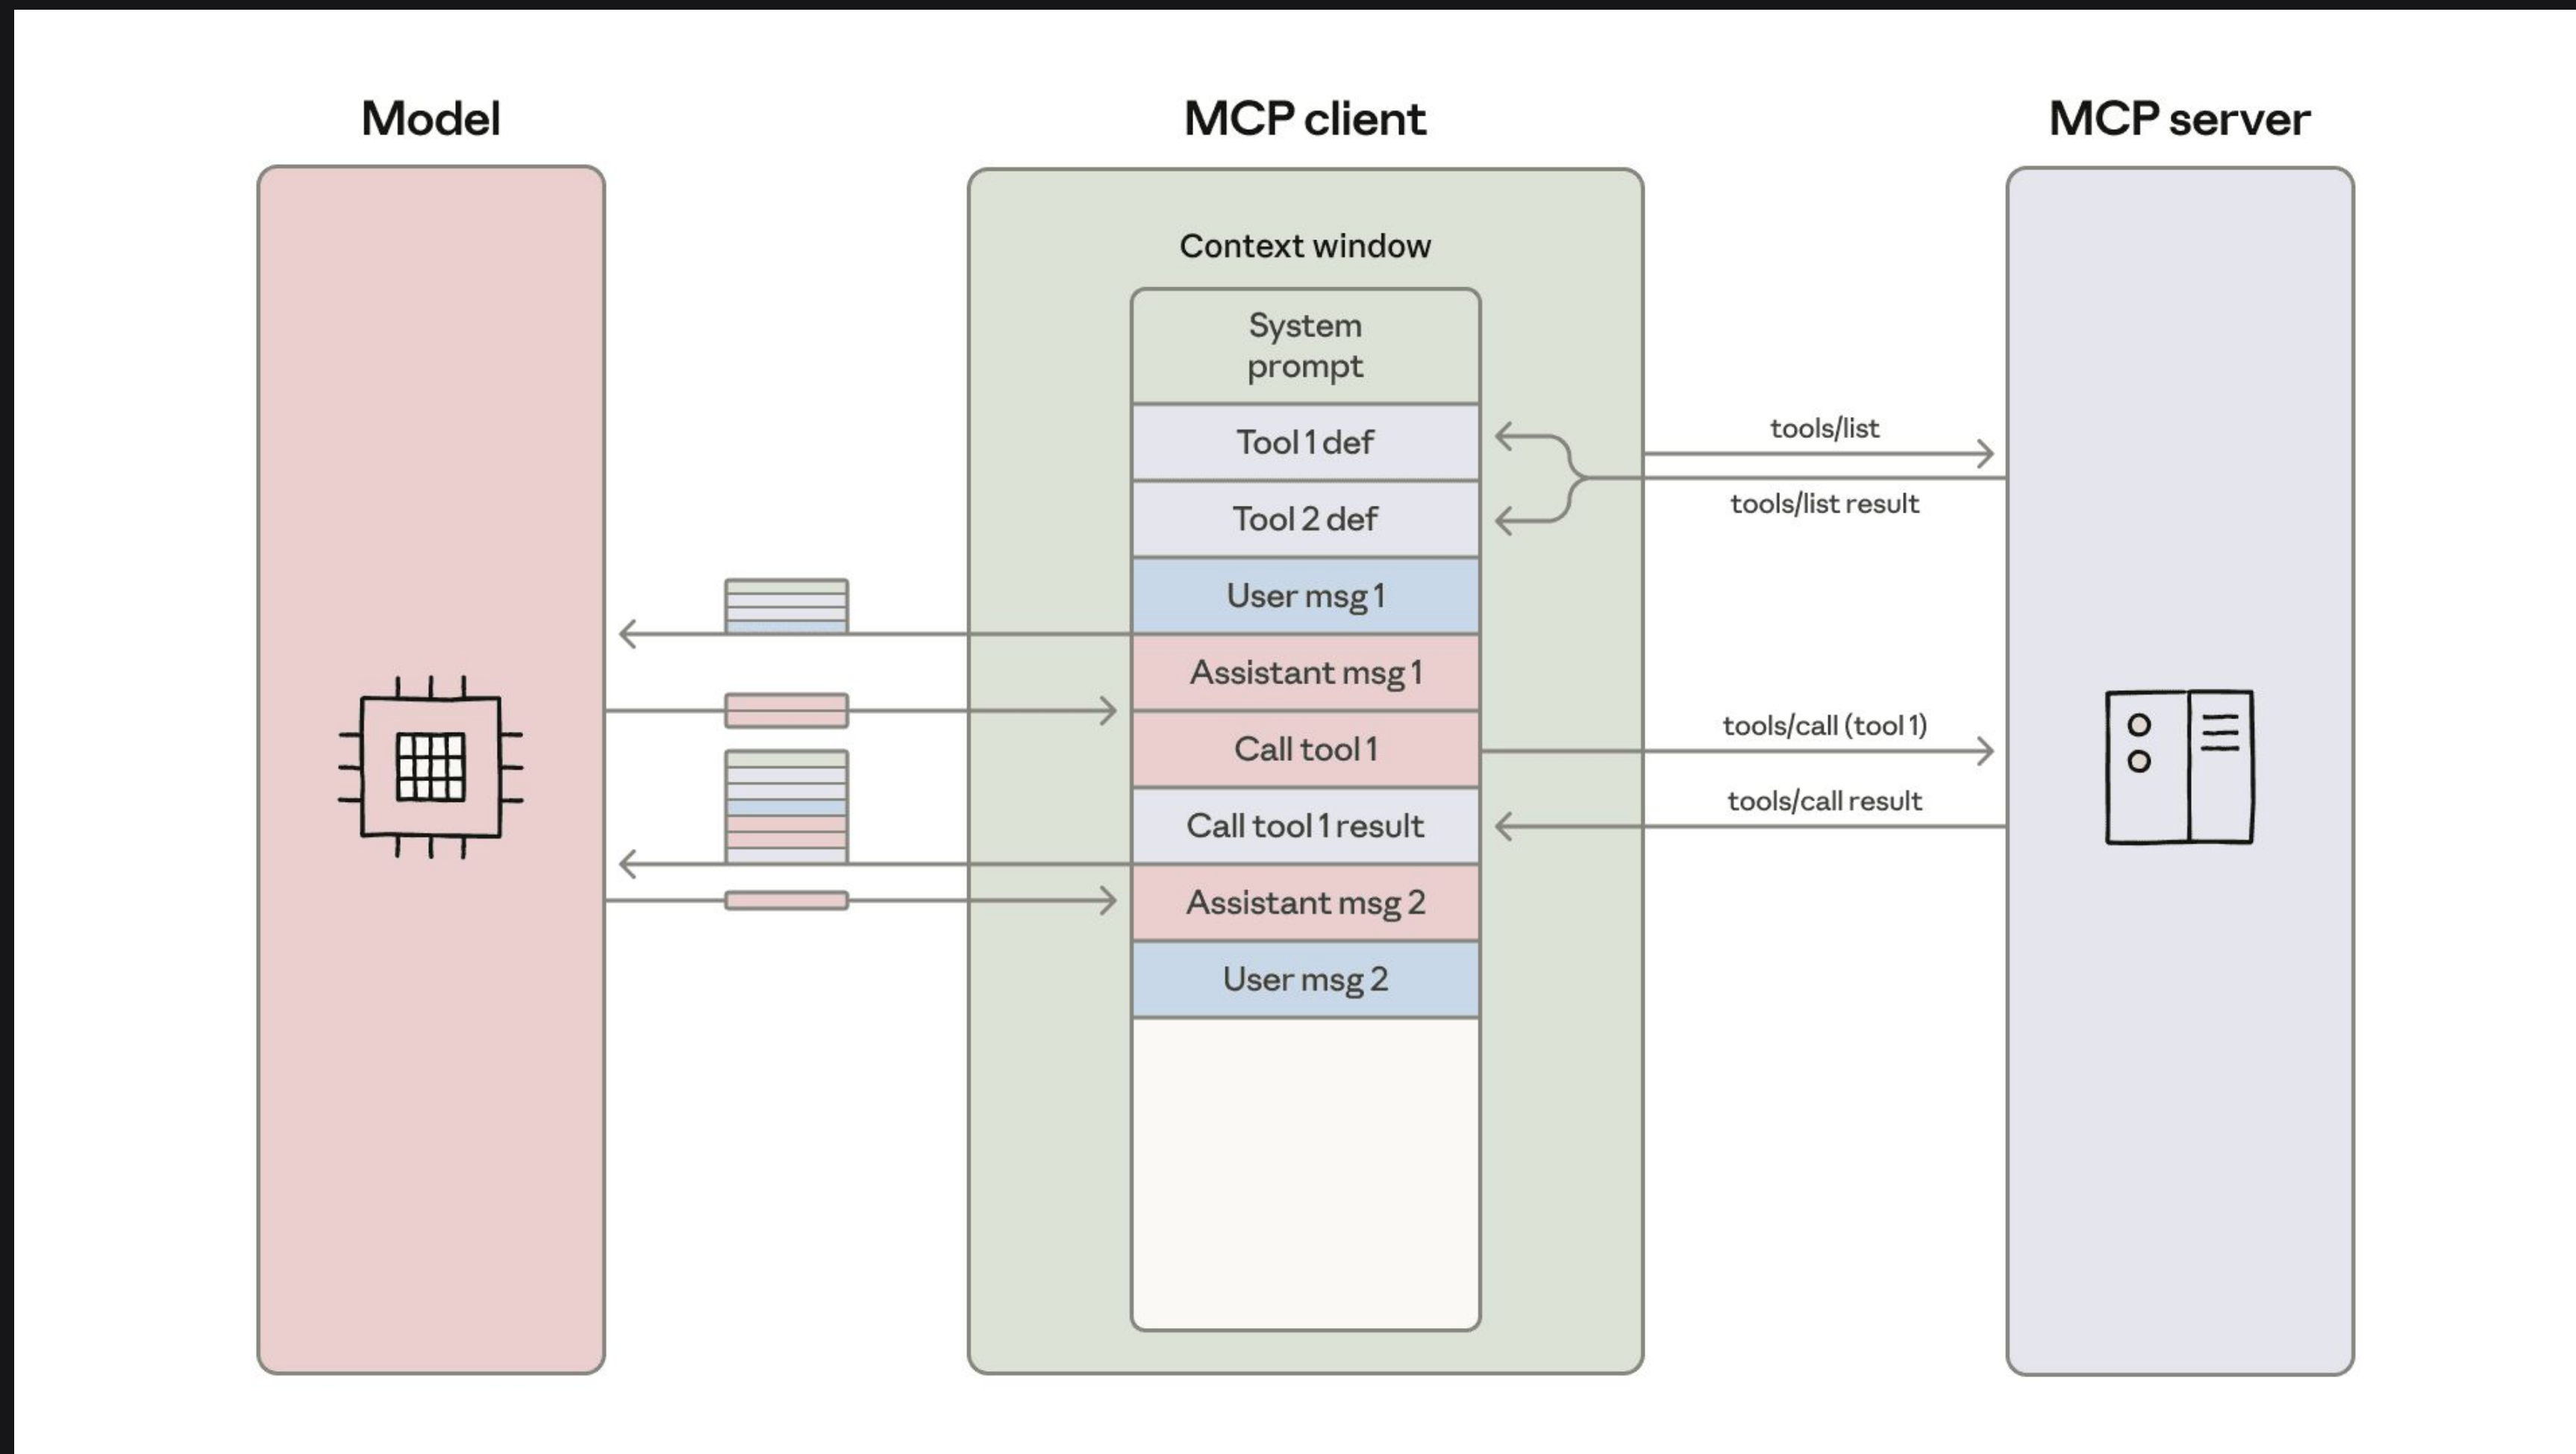 Model
MCP client
MCP server
Context window
System
prompt
Tool 1 def
Tool 2 def
User msg 1
Assistant msg 1
Call tool 1
Call tool 1 result
Assistant msg 2
User msg 2
tools/list
tools/list result
tools/call (tool 1)
tools/call result